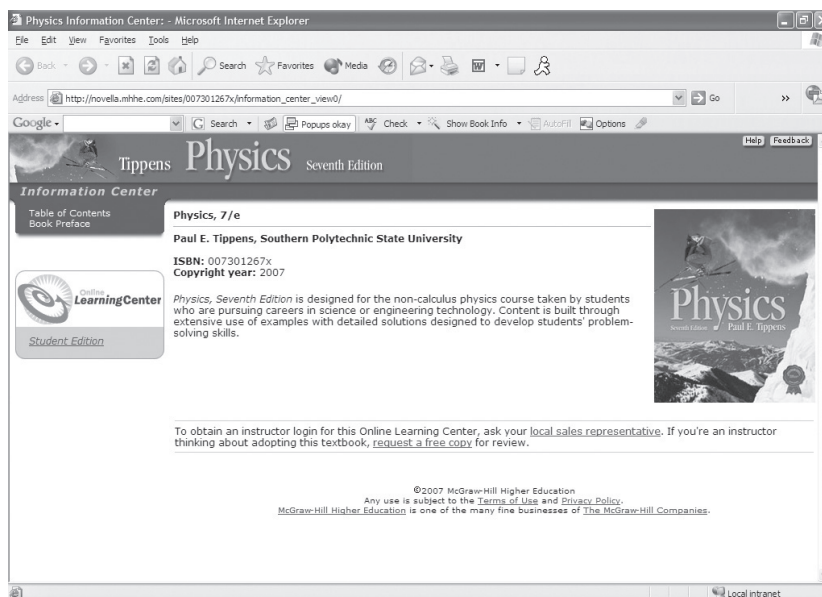 Physics Information Center: - Microsoft Internet Explorer
File Edit View Favorites Tools Help
Back Search Favorites Media
Address http://novella.mhhe.com/sites/007301267x/information_center_view0/ Go »
Google Search Popups okay Check Show Book Info AutoFill Options
Help Feedback
Tippens Physics Seventh Edition
Information Center
Table of Contents
Book Preface
Online
LearningCenter
Student Edition
Physics, 7/e
Paul E. Tippens, Southern Polytechnic State University
ISBN: 007301267x
Copyright year: 2007
Physics, Seventh Edition is designed for the non-calculus physics course taken by students
who are pursuing careers in science or engineering technology. Content is built through
extensive use of examples with detailed solutions designed to develop students' problem-
solving skills.
Physics
Seventh Edition Paul E. Tippens
To obtain an instructor login for this Online Learning Center, ask your local sales representative. If you're an instructor
thinking about adopting this textbook, request a free copy for review.
©2007 McGraw-Hill Higher Education
Any use is subject to the Terms of Use and Privacy Policy.
McGraw-Hill Higher Education is one of the many fine businesses of The McGraw-Hill Companies.
Local intranet